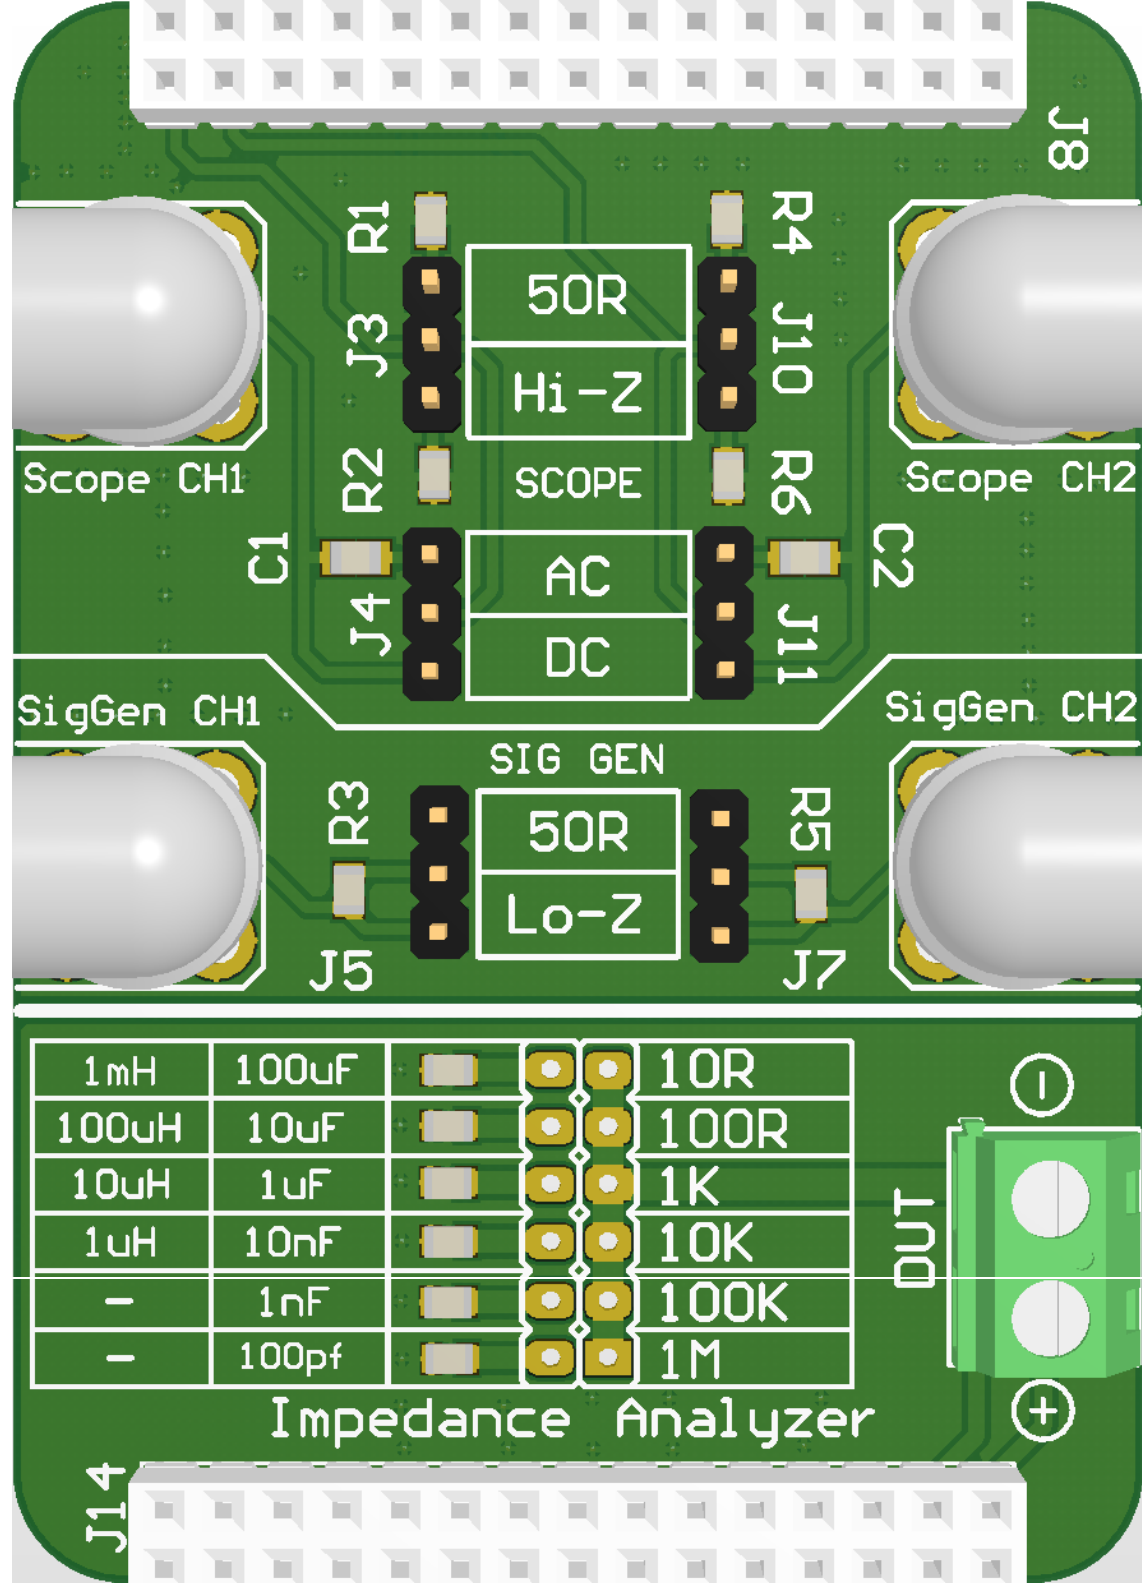 J8
R1
R4
50R
J3
J10
Hi-Z
Scope CH1
R2
SCOPE
R6
Scope CH2
C1
C2
AC
J4
J11
DC
SigGen CH1
SigGen CH2
SIG GEN
R3
50R
R5
Lo-Z
J5
J7
1mH 100uF 10R
100uH 10uF 100R
10uH 1uF 1K
1uH 10nF 10K
- 1nF 100K
- 100pf 1M
-
DUT
+
Impedance Analyzer
J14